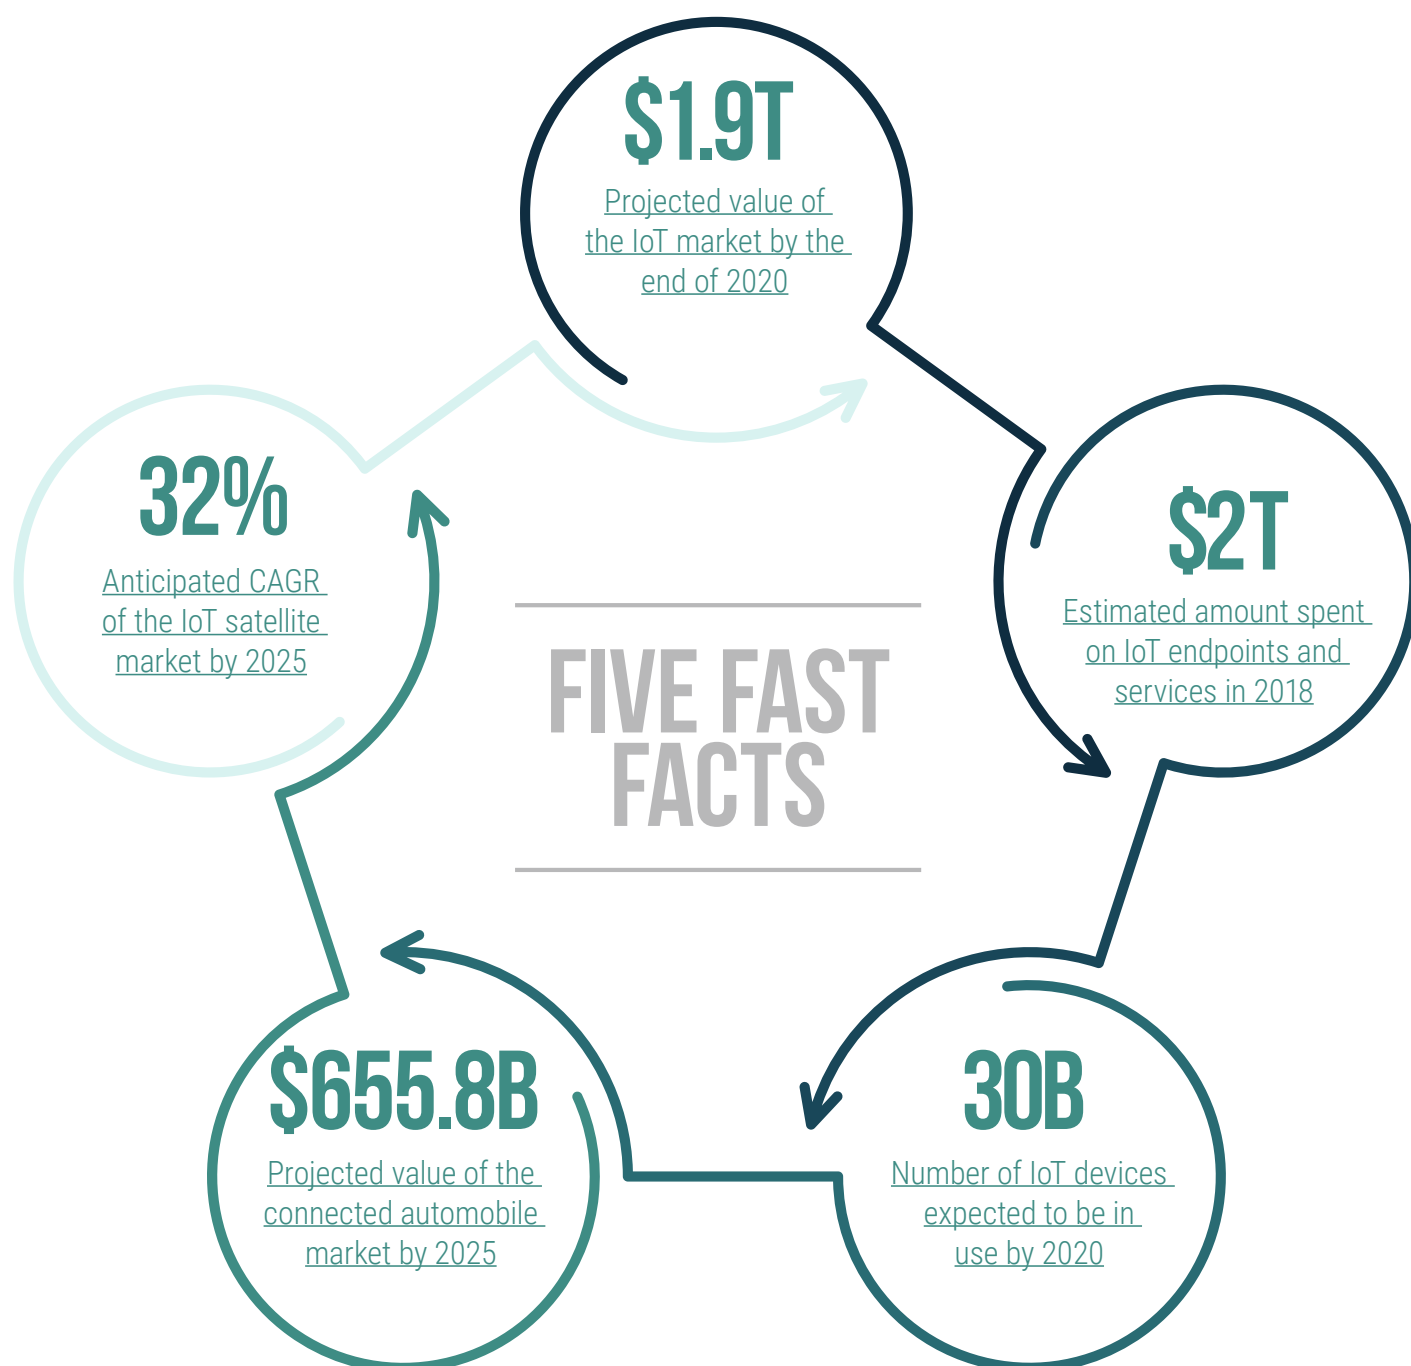 $1.9T
Projected value of
the IoT market by the
end of 2020
$2T
Estimated amount spent
on IoT endpoints and
services in 2018
30B
Number of IoT devices
expected to be in
use by 2020
$655.8B
Projected value of the
connected automobile
market by 2025
32%
Anticipated CAGR
of the IoT satellite
market by 2025
FIVE FAST
FACTS